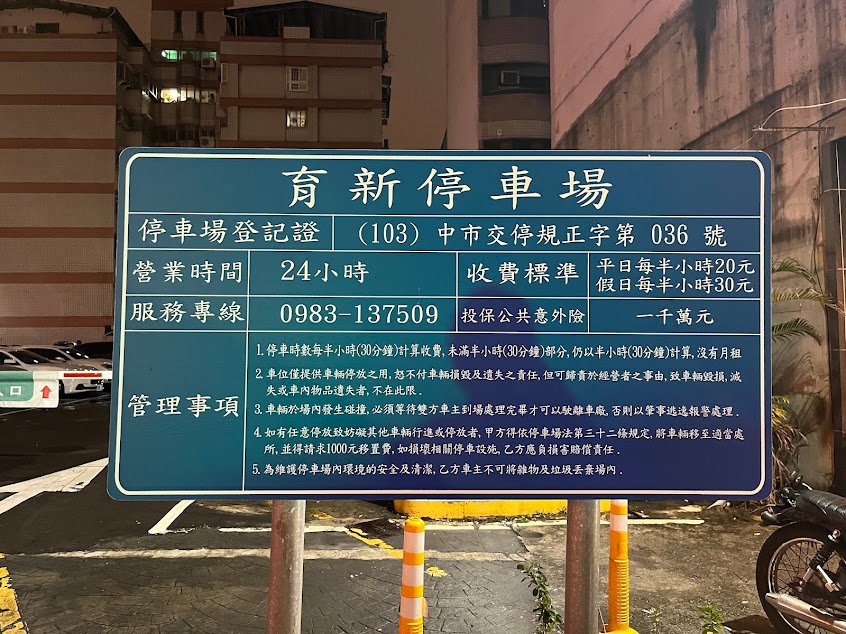 育新停車場
停車場登記證 (103) 中市交停規正字第 036 號
營業時間 24小時 收費標準 平日每半小時20元
假日每半小時30元
服務專線 0983-137509 投保公共意外險 一千萬元
管理事項
1. 停車時數每半小時(30分鐘)計算收費, 未滿半小時(30分鐘)部分, 仍以半小時(30分鐘)計算, 沒有月租
2. 車位僅提供車輛停放之用, 恕不付車輛損毀及遺失之責任, 但可歸責於經營者之事由, 致車輛毀損, 滅
失或車內物品遺失者, 不在此限 .
3. 車輛於場內發生碰撞, 必須等待雙方車主到場處理完畢才可以駛離車廠, 否則以肇事逃逸報警處理 .
4. 如有任意停放致妨礙其他車輛行進或停放者, 甲方得依停車場法第三十二條規定, 將車輛移至適當處
所, 並得請求1000元移置費, 如損壞相關停車設施, 乙方應負損害賠償責任 .
5. 為維護停車場內環境的安全及清潔, 乙方車主不可將雜物及垃圾丟棄場內 .
入口